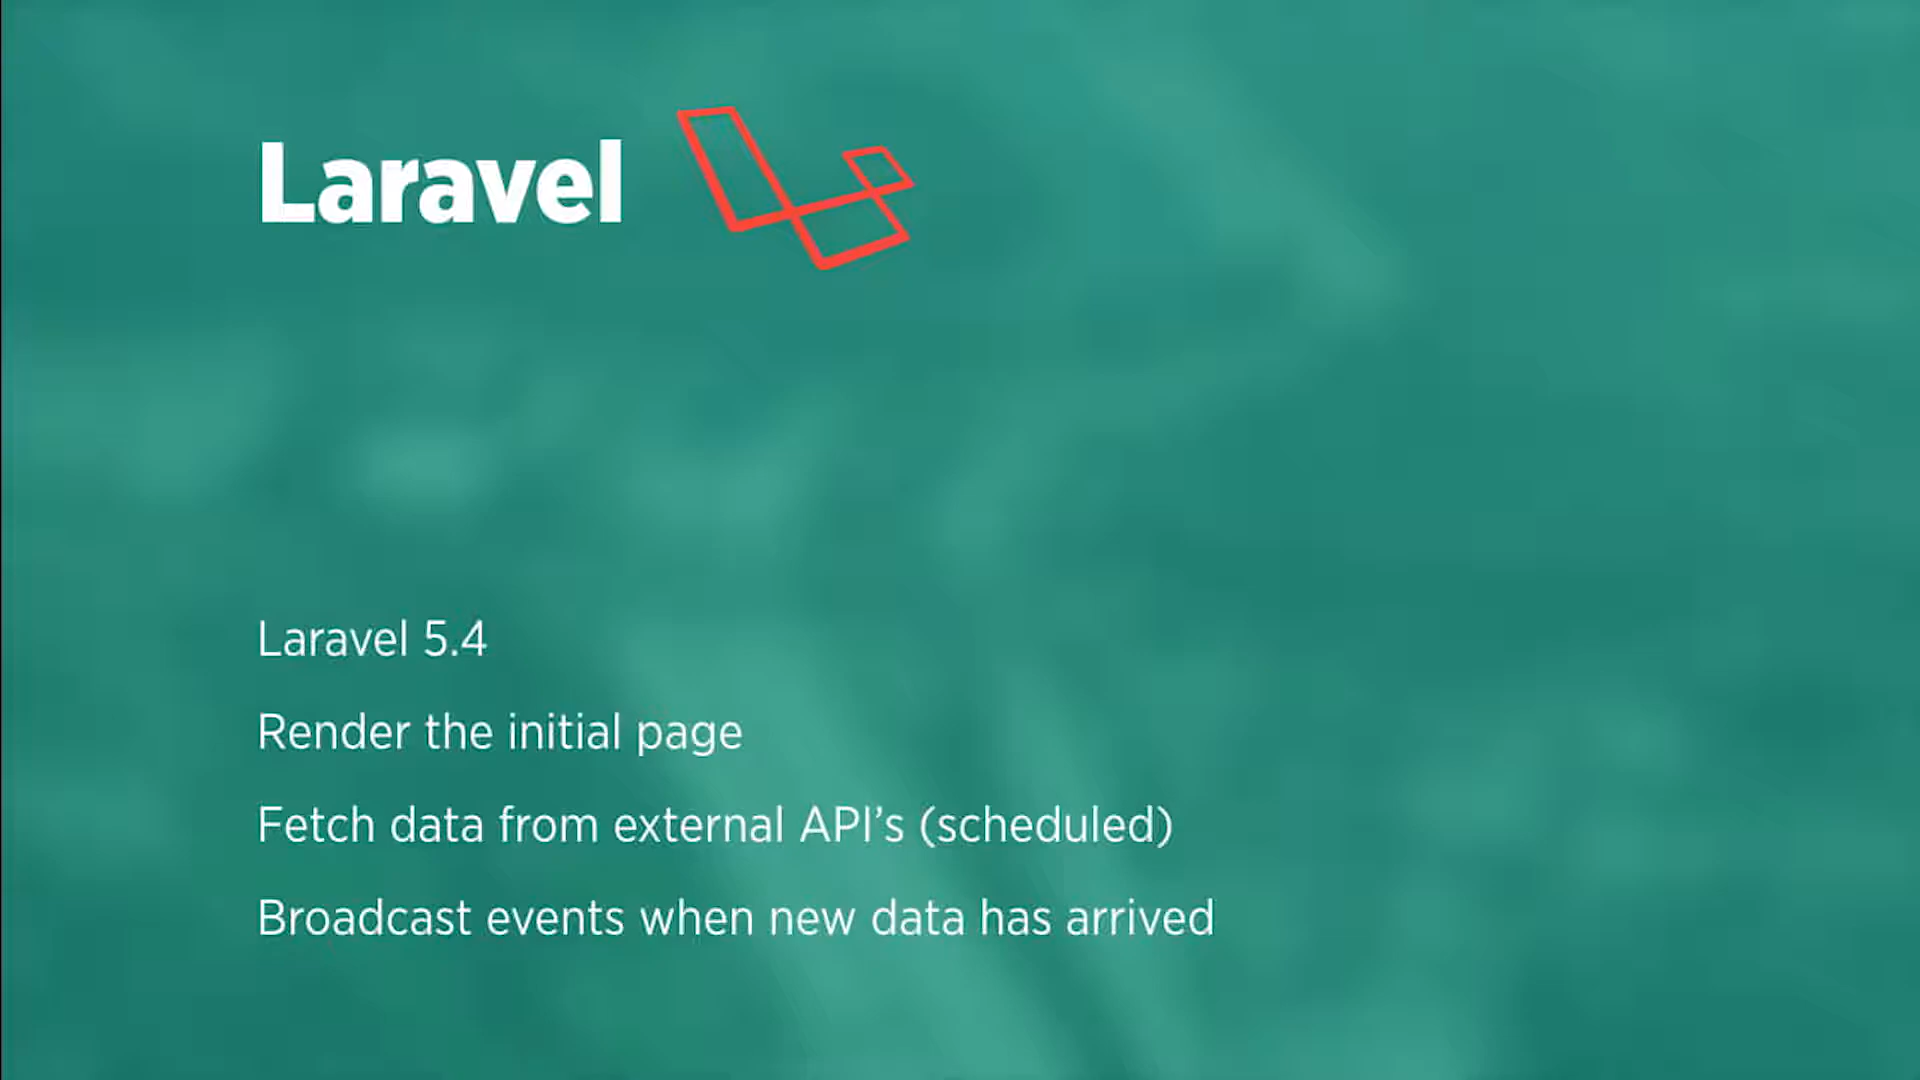 Laravel
Laravel 5.4
Render the initial page
Fetch data from external API’s (scheduled)
Broadcast events when new data has arrived